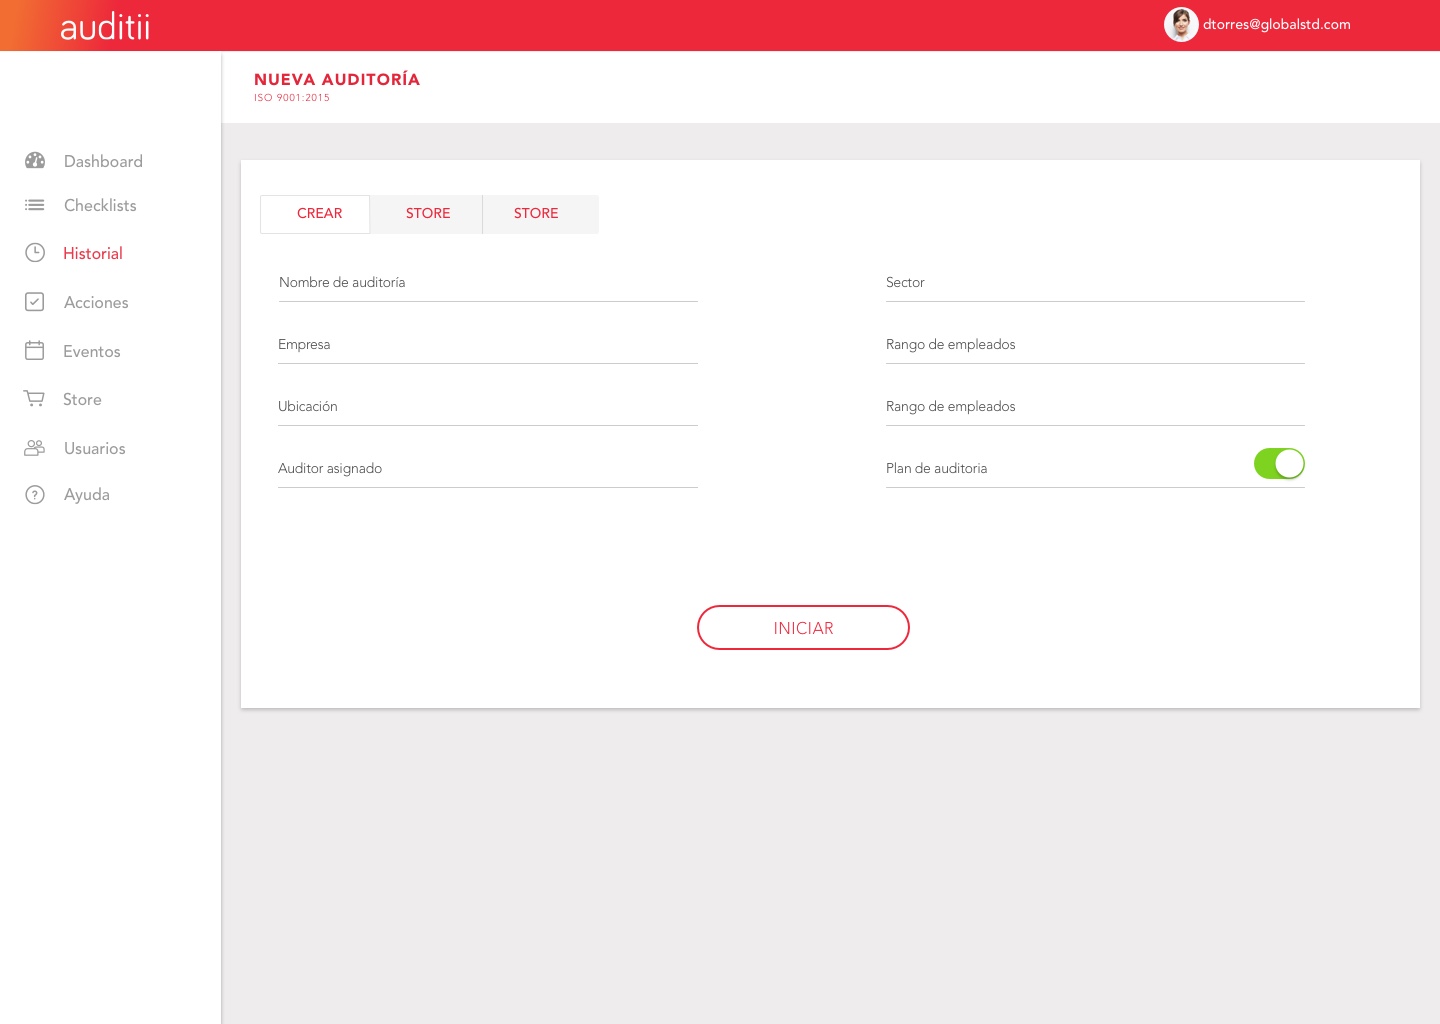 auditii
dtorres@globalstd.com
NUEVA AUDITORÍA
ISO 9001:2015
Dashboard
Checklists
Historial
Acciones
Eventos
Store
Usuarios
Ayuda
CREAR STORE STORE
Nombre de auditoría
Sector
Empresa
Rango de empleados
Ubicación
Rango de empleados
Auditor asignado
Plan de auditoria
INICIAR